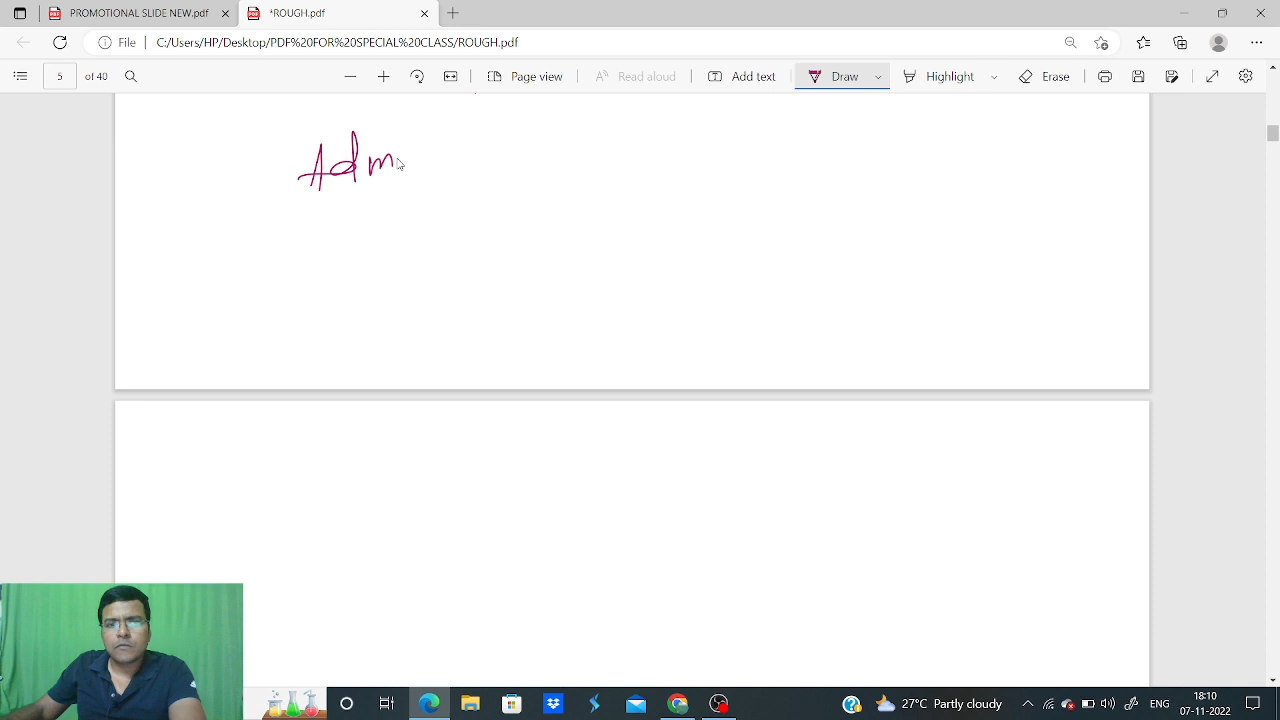 PROMOTIONAL SLIDE NEW.pdf
*ROUGH.pdf
File
C:/Users/HP/Desktop/PDF%20FOR%20SPECIAL%20CLASS/ROUGH.pdf
5 of 40
Page view
Read aloud
Add text
Draw
Highlight
Erase
Adm
27°C Partly cloudy
ENG
18:10
07-11-2022